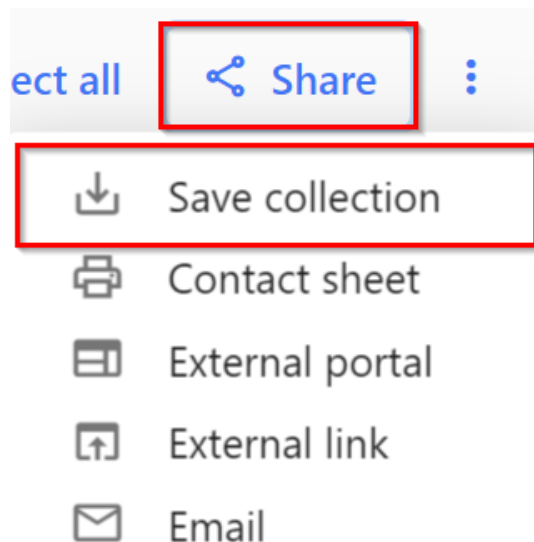 ect all Share
Save collection
Contact sheet
External portal
External link
Email